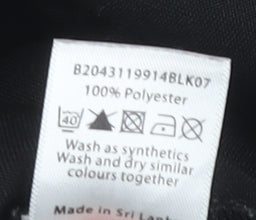 B2043119914BLK07
100% Polyester
40
Wash as synthetics
Wash and dry similar
colours together
Made in Sri Lanka